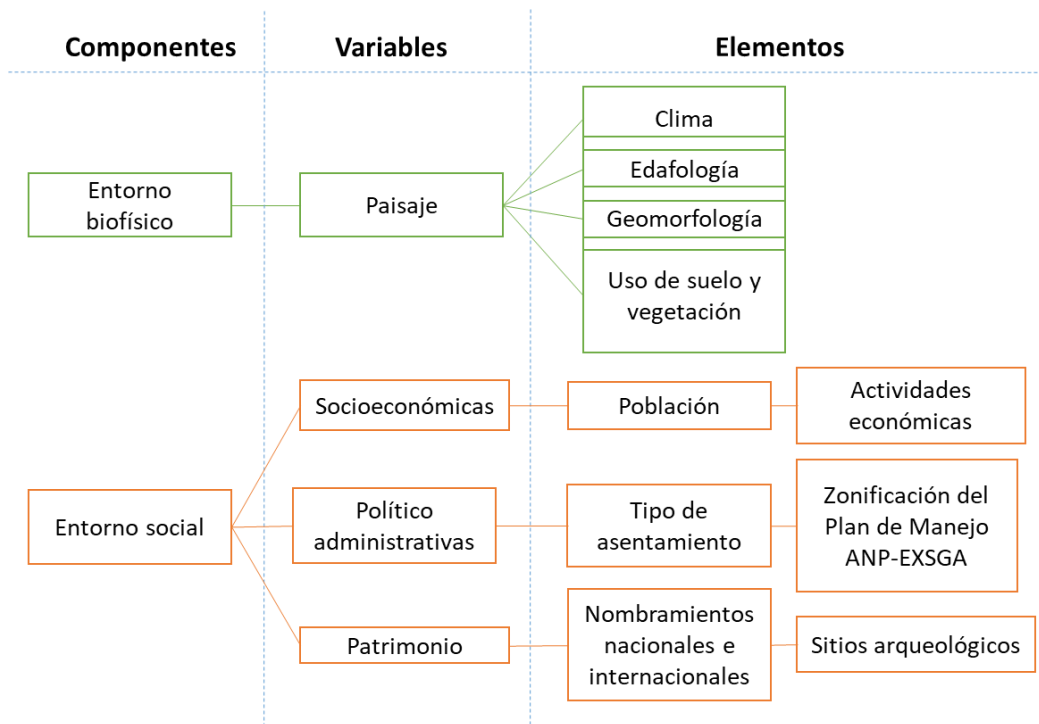 Componentes
Variables
Elementos
Entorno
biofísico
Paisaje
Clima
Edafología
Geomorfología
Uso de suelo y
vegetación
Entorno social
Socioeconómicas
Población
Actividades
económicas
Político
administrativas
Tipo de
asentamiento
Zonificación del
Plan de Manejo
ANP-EXSGA
Patrimonio
Nombramientos
nacionales e
internacionales
Sitios arqueológicos